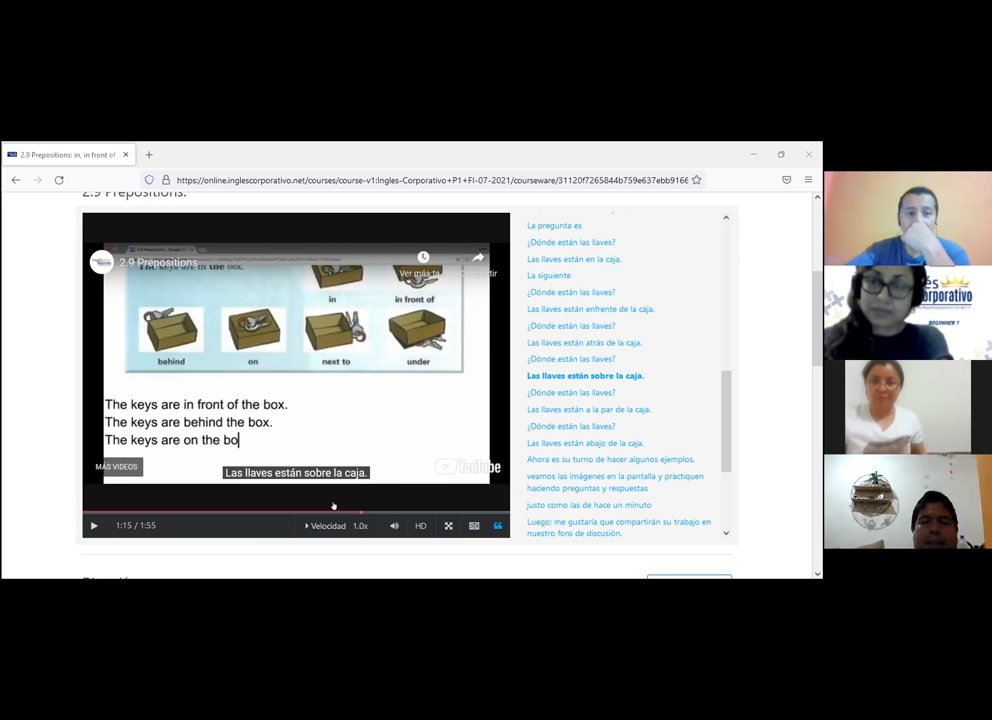 2.9 Prepositions: in, in front of
https://online.inglescorporativo.net/courses/course-v1:Ingles-Corporativo+P1+FI-07-2021/courseware/31120f7265844b759e637ebb9166
2.9 Prepositions.
2.9 Prepositions
Ver más ta
The keys are in the box.
in
in front of
behind
on
next to
under
The keys are in front of the box.
The keys are behind the box.
The keys are on the bo
MÁS VIDEOS
Las llaves están sobre la caja.
YouTube
1:15 / 1:55
Velocidad 1.0x
HD
La pregunta es
¿Dónde están las llaves?
Las llaves están en la caja.
La siguiente
¿Dónde están las llaves?
Las llaves están enfrente de la caja.
¿Dónde están las llaves?
Las llaves están atrás de la caja.
¿Dónde están las llaves?
Las llaves están sobre la caja.
¿Dónde están las llaves?
Las llaves están a la par de la caja.
¿Dónde están las llaves?
Las llaves están abajo de la caja.
Ahora es su turno de hacer algunos ejemplos,
veamos las imágenes en la pantalla y practiquen
haciendo preguntas y respuestas
justo como las de hace un minuto
Luego; me gustaría que compartirán su trabajo en
nuestro foro de discusión.
BEGINNER 1